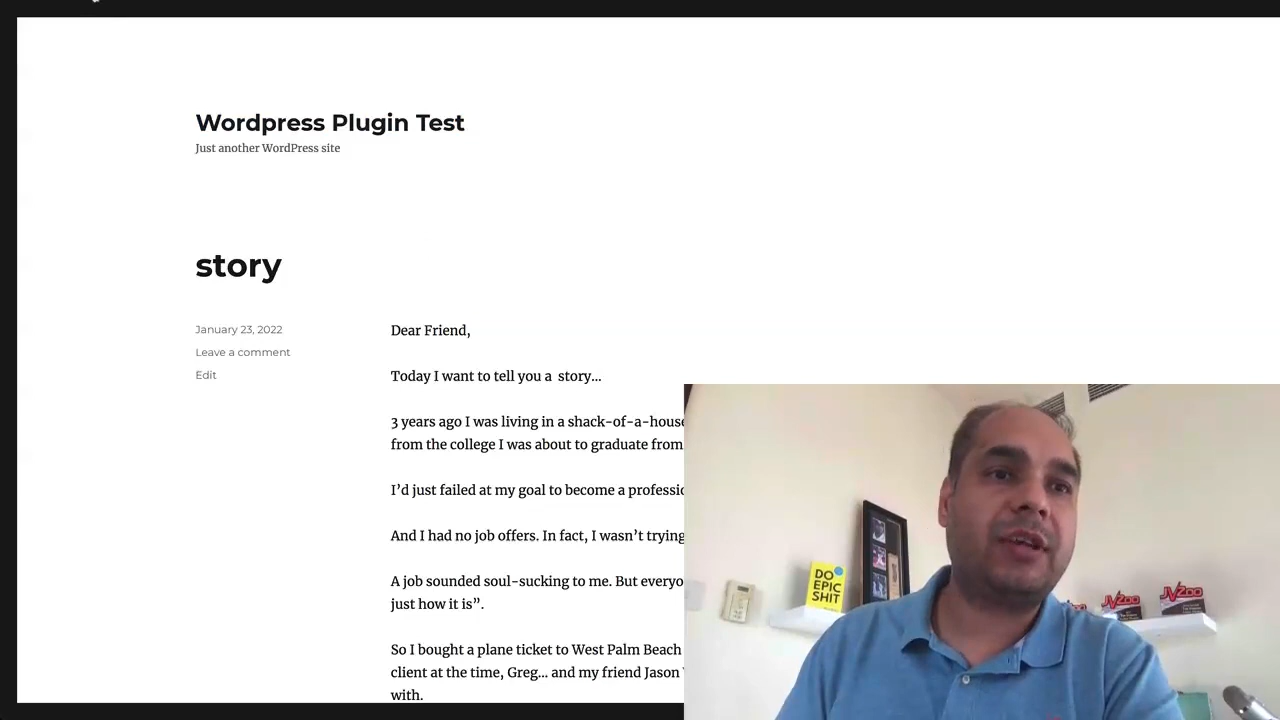 Wordpress Plugin Test
Just another WordPress site
story
January 23, 2022
Leave a comment
Edit
Dear Friend,
Today I want to tell you a  story…
3 years ago I was living in a shack-of-a-house
from the college I was about to graduate from
I’d just failed at my goal to become a
And I had no job offers. In fact, I wasn’t trying
A job sounded soul-sucking to me. But
just how it is”.
So I bought a plane ticket to West Palm Beach
client at the time, Greg… and my friend Jason
with.
DO
EPIC
SHIT
JVZoo
JVZoo